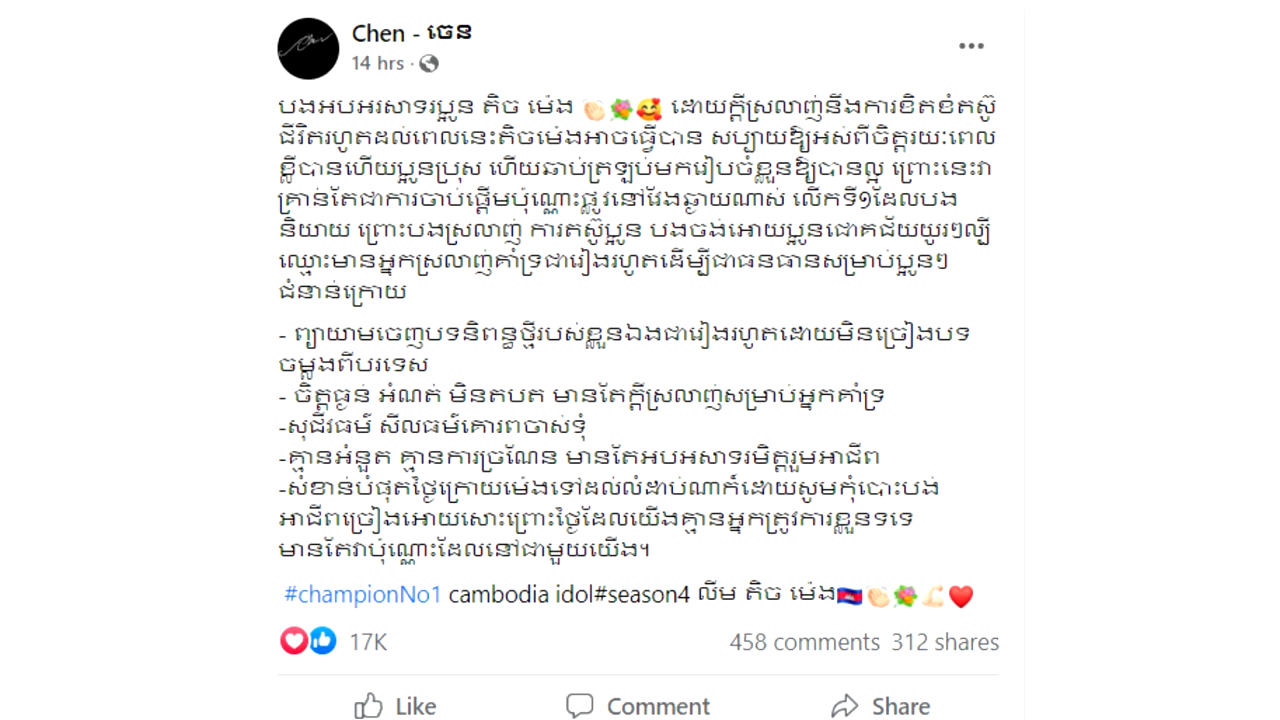 Chen - ចេន
14 hrs ·
បងអបអរសាទរប្អូន តិច ម៉េង 👏🏻💐🥰 ដោយក្ដីស្រលាញ់នឹងការខិតខំតស៊ូ
ជីវិតរហូតដល់ពេលនេះតិចម៉េងអាចធ្វើបាន សប្បាយឱ្យអស់ពីចិត្តរយៈពេល
ខ្លីបានហើយប្អូនប្រុស ហើយឆាប់ត្រឡប់មករៀបចំខ្លួនឱ្យបានល្អ ព្រោះនេះវា
គ្រាន់តែជាការចាប់ផ្ដើមប៉ុណ្ណោះផ្លូវនៅវែងឆ្ងាយណាស់ លើកទី១ដែលបង
និយាយ ព្រោះបងស្រលាញ់ ការតស៊ូប្អូន បងចង់អោយប្អូនជោគជ័យយូរៗល្បី
ឈ្មោះមានអ្នកស្រលាញ់គាំទ្រជារៀងរហូតដើម្បីជាធនធានសម្រាប់ប្អូនៗ
ជំនាន់ក្រោយ
- ព្យាយាមចេញបទនិពន្ធថ្មីរបស់ខ្លួនឯងជារៀងរហូតដោយមិនច្រៀងបទ
ចម្លងពីបរទេស
- ចិត្តធ្ងន់ អំណត់ មិនតបត មានតែក្ដីស្រលាញ់សម្រាប់អ្នកគាំទ្រ
-សុជីវធម៌ សីលធម៌គោរពចាស់ទុំ
-គ្មានអំនួត គ្មានការច្រណែន មានតែអបអសាទរមិត្តរួមអាជីព
-សំខាន់បំផុតថ្ងៃក្រោយម៉េងទៅដល់លំដាប់ណាក៍ដោយសូមកុំបោះបង់
អាជីពច្រៀងអោយសោះព្រោះថ្ងៃដែលយើងគ្មានអ្នកត្រូវការខ្លួនទទេ
មានតែវាប៉ុណ្ណោះដែលនៅជាមួយយើង។
#championNo1 cambodia idol#season4 លីម តិច ម៉េង🇰🇭👏🏻💐💪🏻❤️
17K
458 comments 312 shares
Like Comment Share